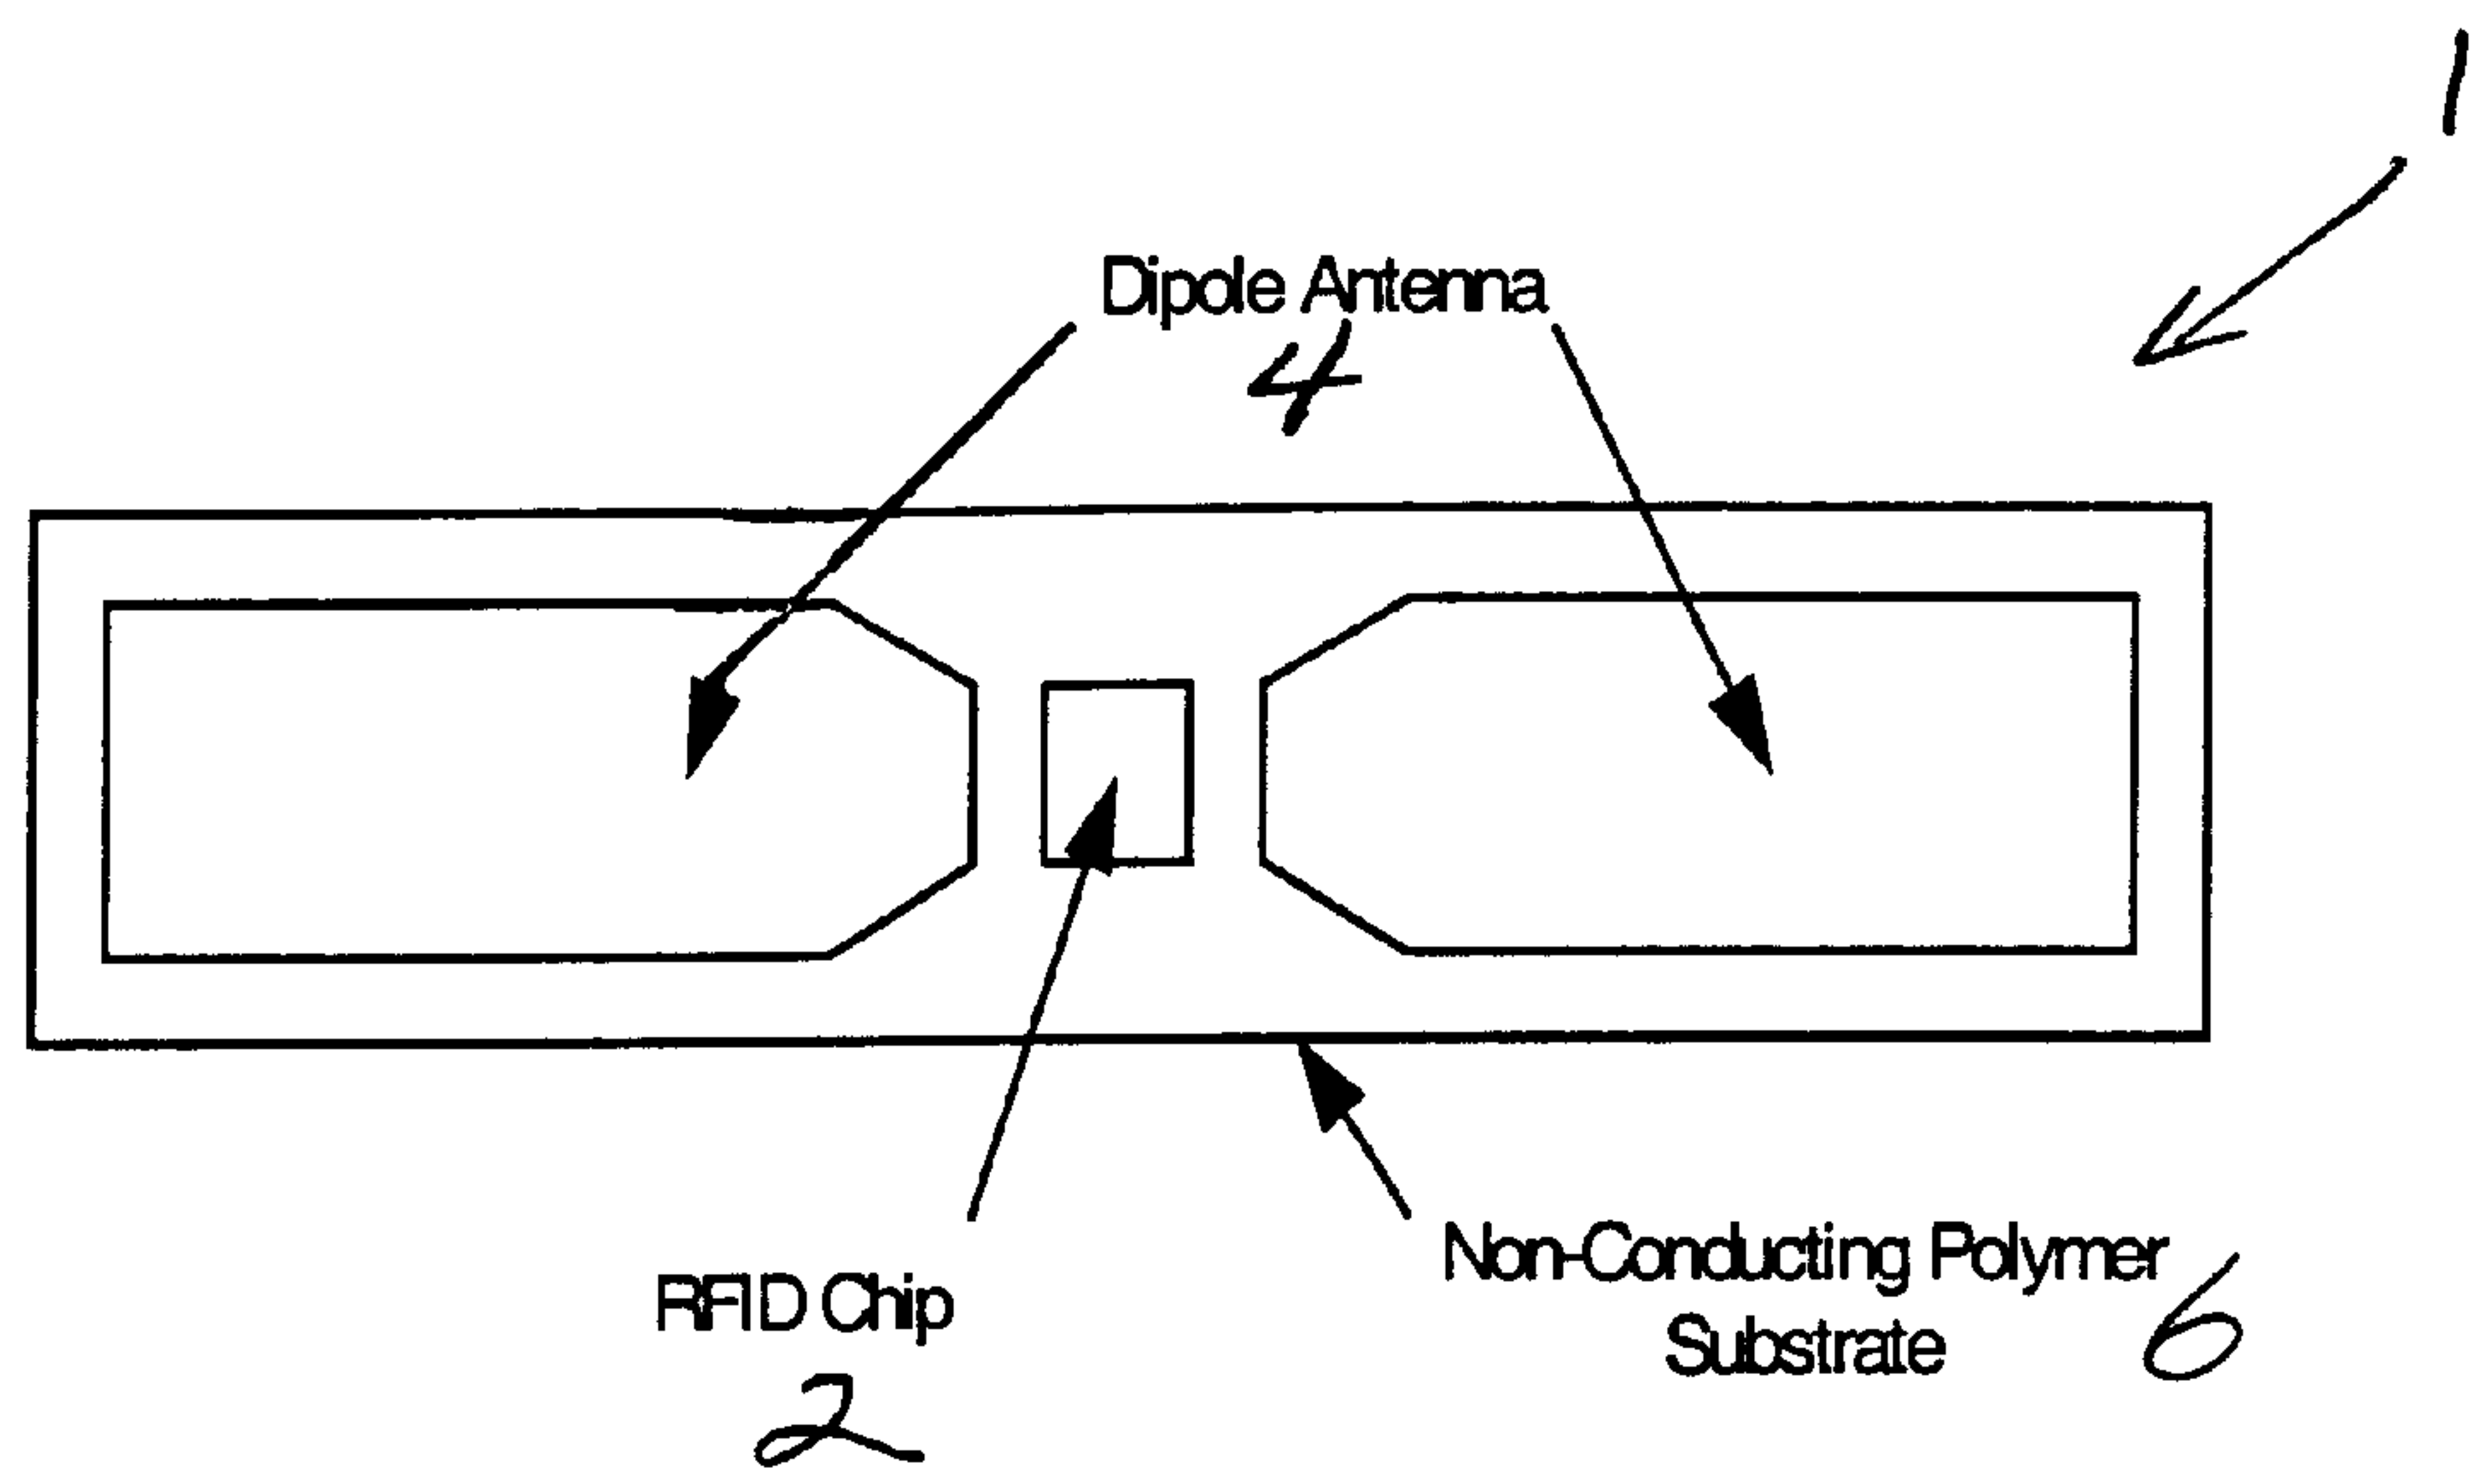 1
Dipole Antenna
4
RFID Chip
2
Non-Conducting Polymer
Substrate
6